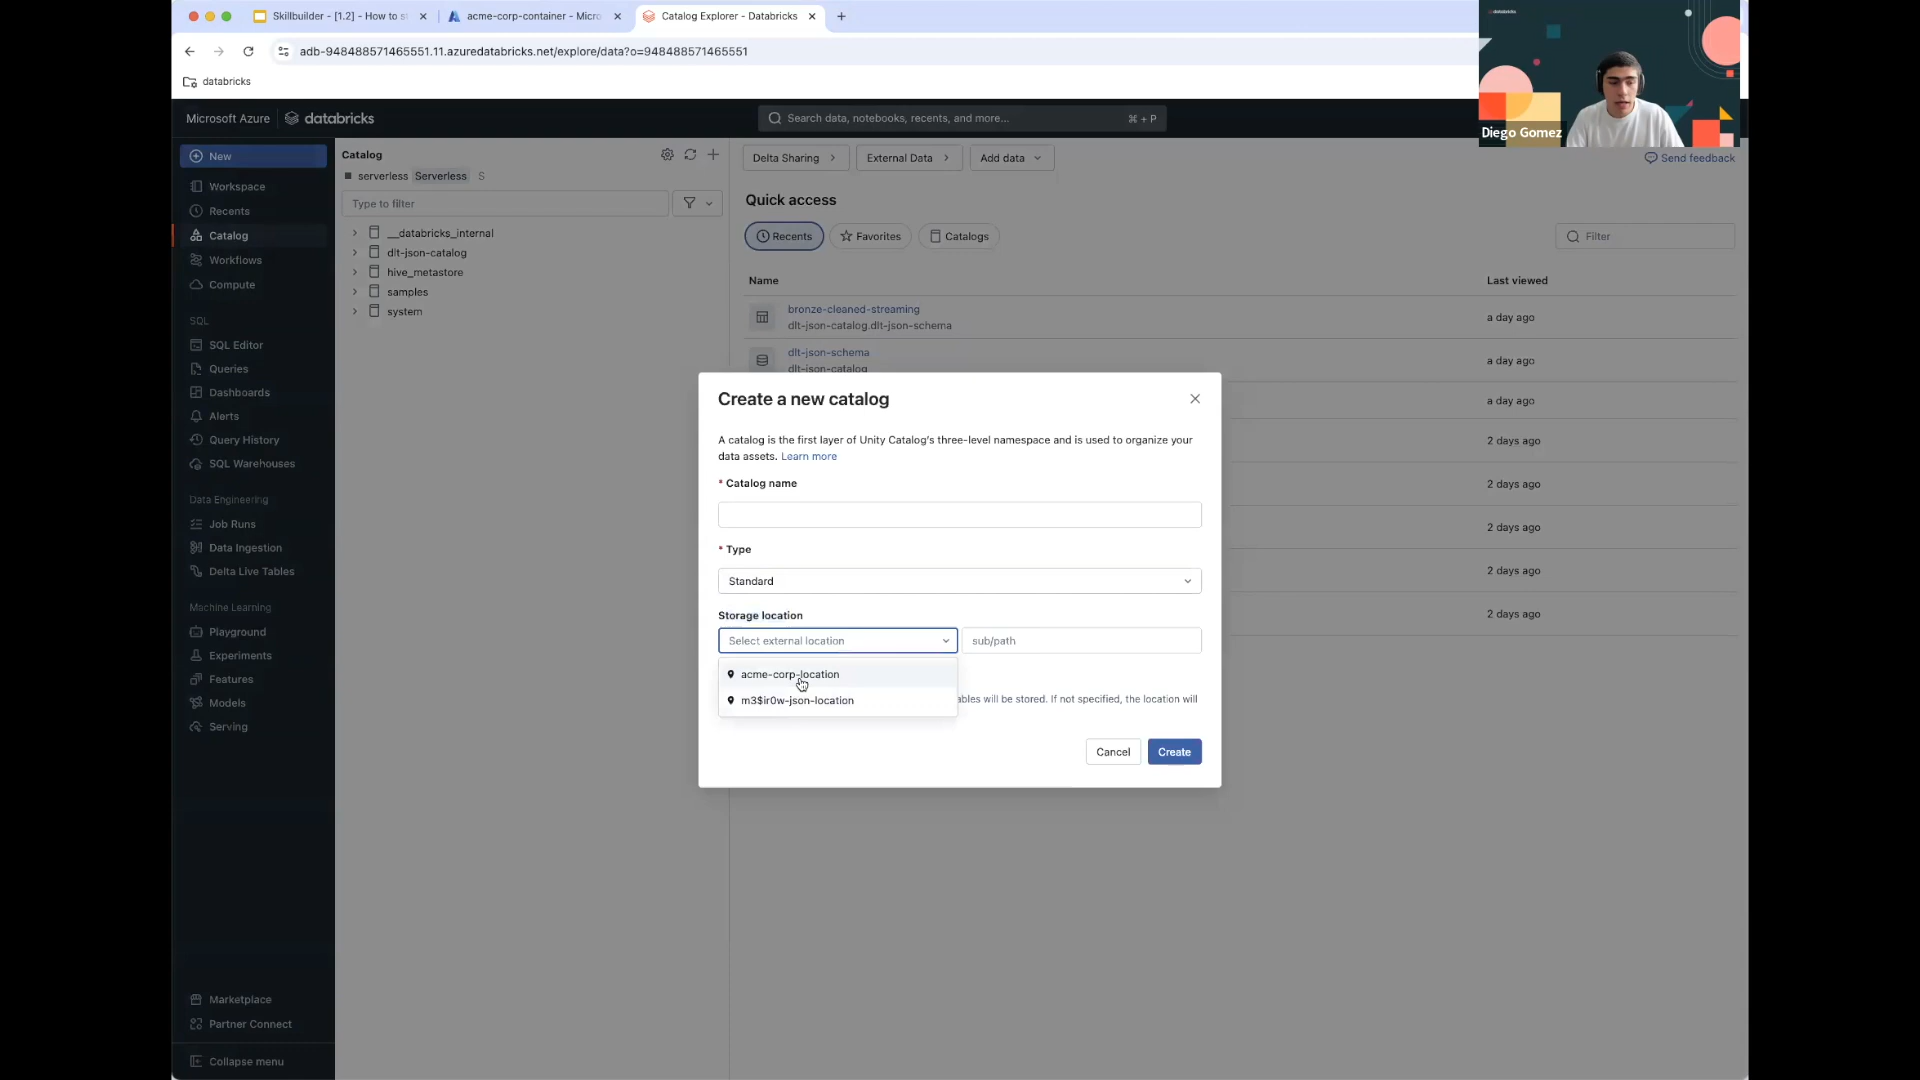 Skillbuilder - [1.2] - How to s
acme-corp-container - Micro
Catalog Explorer - Databricks
adb-948488571465551.11.azuredatabricks.net/explore/data?o=948488571465551
databricks
databricks
Diego Gomez
Microsoft Azure
databricks
Search data, notebooks, recents, and more...
⌘ + P
New
Workspace
Recents
Catalog
Workflows
Compute
SQL
SQL Editor
Queries
Dashboards
Alerts
Query History
SQL Warehouses
Data Engineering
Job Runs
Data Ingestion
Delta Live Tables
Machine Learning
Playground
Experiments
Features
Models
Serving
Marketplace
Partner Connect
Collapse menu
Catalog
serverless Serverless S
Type to filter
__databricks_internal
dlt-json-catalog
hive_metastore
samples
system
Delta Sharing
External Data
Add data
Send feedback
Quick access
Recents
Favorites
Catalogs
Filter
Name
Last viewed
bronze-cleaned-streaming
dlt-json-catalog.dlt-json-schema
a day ago
dlt-json-schema
dlt-json-catalog
a day ago
a day ago
2 days ago
2 days ago
2 days ago
2 days ago
2 days ago
Create a new catalog
A catalog is the first layer of Unity Catalog's three-level namespace and is used to organize your
data assets. Learn more
* Catalog name
* Type
Standard
Storage location
Select external location
sub/path
acme-corp-location
m3$ir0w-json-location
ables will be stored. If not specified, the location will
Cancel
Create